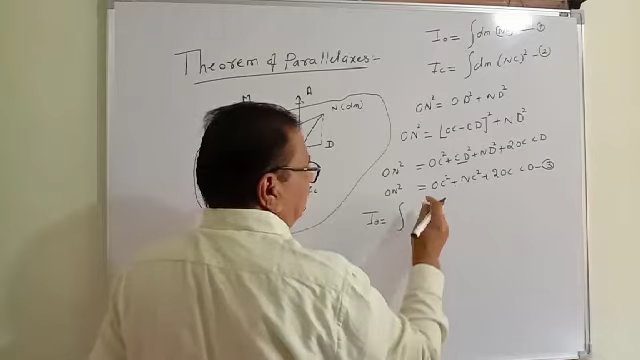 Theorem of Parallelaxes:-
I₀ = ∫dm (NO)² —①
I_C = ∫dm (NC)² —②
M
A
N(dm)
D
ON² = OD² + ND²
ON² = [OC-CD]² + ND²
ON² = OC² + CD² + ND² + 2OC CD
ON² = OC² + NC² + 2OC CD —③
I₀ = ∫